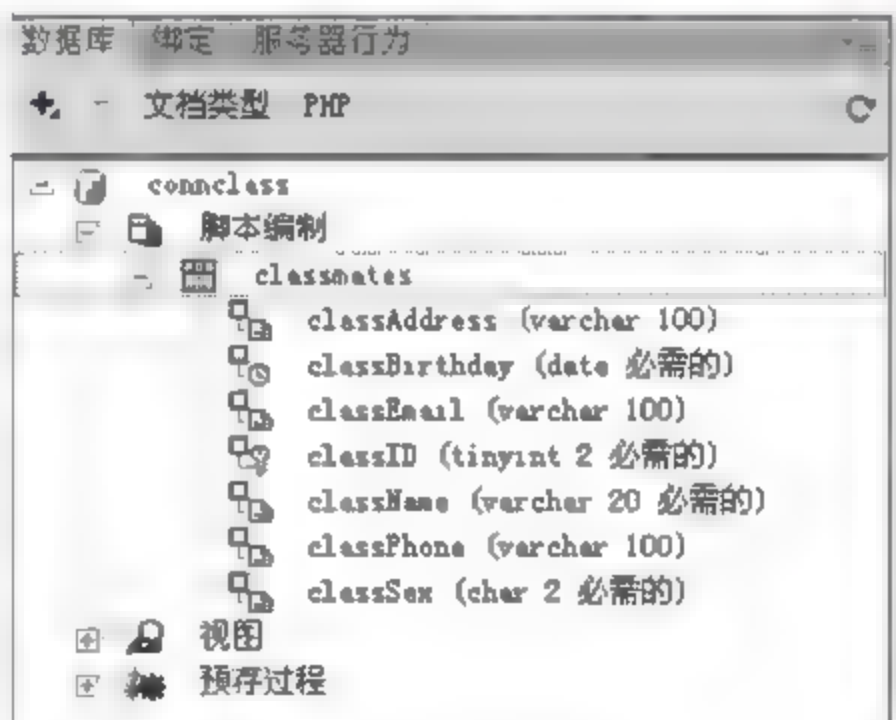 数据库 绑定 服务器行为
文档类型 PHP
connclass
脚本编制
classmates
classAddress (varchar 100)
classBirthday (date 必需的)
classEmail (varchar 100)
classID (tinyint 2 必需的)
className (varchar 20 必需的)
classPhone (varchar 100)
classSex (char 2 必需的)
视图
預存过程